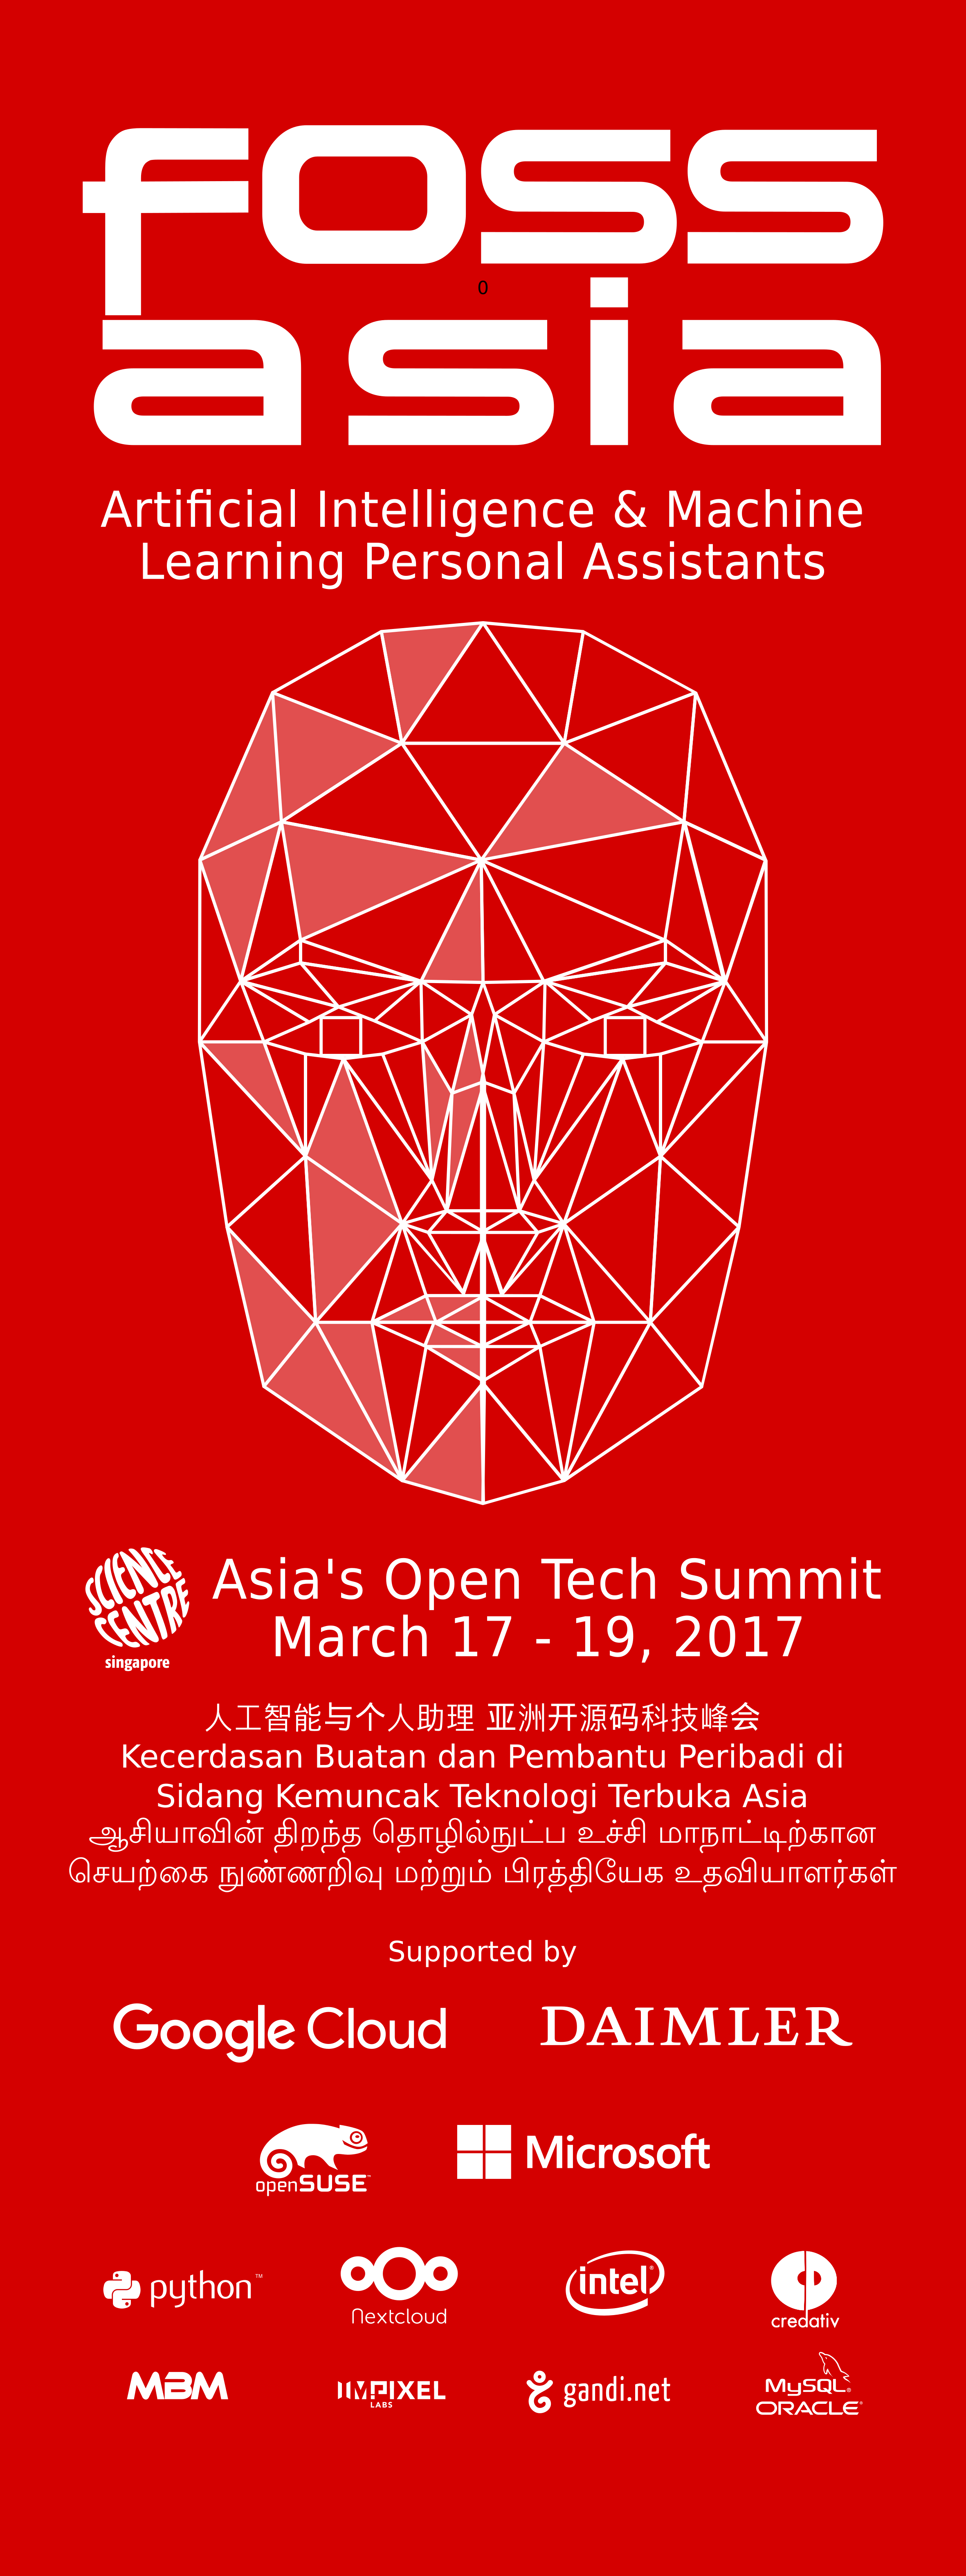 foss
0
asia
Artificial Intelligence & Machine
Learning Personal Assistants
SCIENCE
CENTRE
singapore
Asia's Open Tech Summit
March 17 - 19, 2017
人工智能与个人助理 亚洲开源码科技峰会
Kecerdasan Buatan dan Pembantu Peribadi di
Sidang Kemuncak Teknologi Terbuka Asia
ஆசியாவின் திறந்த தொழில்நுட்ப உச்சி மாநாட்டிற்கான
செயற்கை நுண்ணறிவு மற்றும் பிரத்தியேக உதவியாளர்கள்
Supported by
Google Cloud
DAIMLER
openSUSE™
Microsoft
python™
Nextcloud
intel®
credativ
MBM
IMPIXEL
LABS
gandi.net
MySQL®
ORACLE®